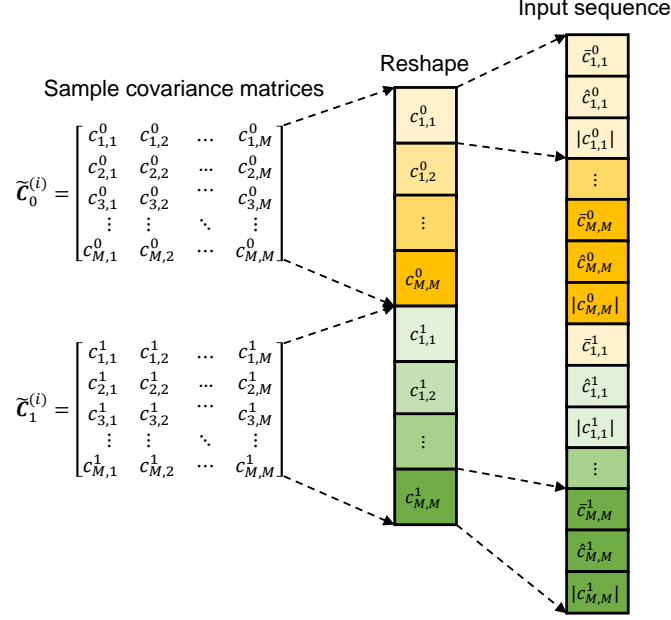 Input sequence
Sample covariance matrices
Reshape
C̃₀⁽ⁱ⁾ =
c⁰₁,₁ c⁰₁,₂ … c⁰₁,M
c⁰₂,₁ c⁰₂,₂ … c⁰₂,M
c⁰₃,₁ c⁰₃,₂ ⋯ c⁰₃,M
⋮ ⋮ ⋱ ⋮
c⁰M,₁ c⁰M,₂ … c⁰M,M
C̃₁⁽ⁱ⁾ =
c¹₁,₁ c¹₁,₂ … c¹₁,M
c¹₂,₁ c¹₂,₂ … c¹₂,M
c¹₃,₁ c¹₃,₂ ⋯ c¹₃,M
⋮ ⋮ ⋱ ⋮
c¹M,₁ c¹M,₂ … c¹M,M
c⁰₁,₁
c⁰₁,₂
⋮
c⁰M,M
c¹₁,₁
c¹₁,₂
⋮
c¹M,M
c̄⁰₁,₁
ĉ⁰₁,₁
|c⁰₁,₁|
⋮
c̄⁰M,M
ĉ⁰M,M
|c⁰M,M|
c̄¹₁,₁
ĉ¹₁,₁
|c¹₁,₁|
⋮
c̄¹M,M
ĉ¹M,M
|c¹M,M|